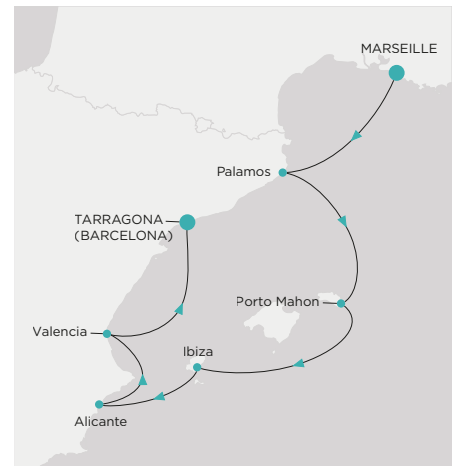 MARSEILLE
Palamos
TARRAGONA
(BARCELONA)
Porto Mahon
Valencia
Ibiza
Alicante